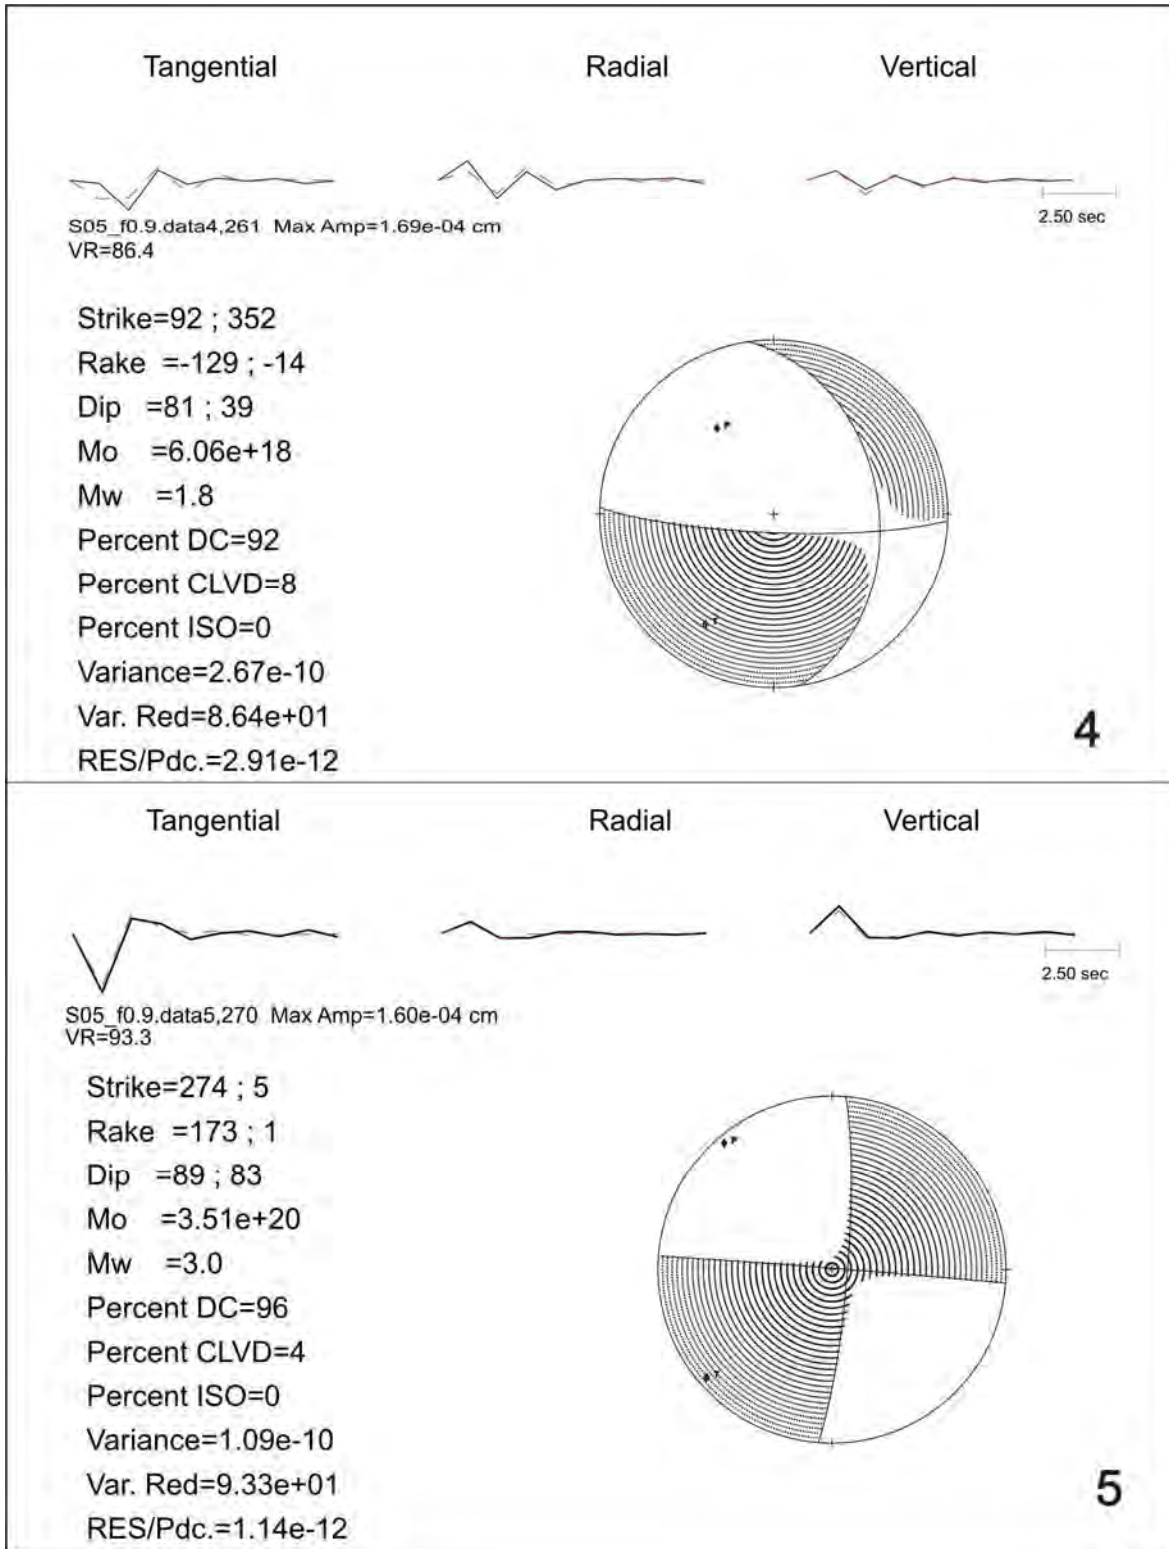 Tangential Radial Vertical
2.50 sec
S05_f0.9.data4,261 Max Amp=1.69e-04 cm
VR=86.4
Strike=92 ; 352
Rake =-129 ; -14
Dip =81 ; 39
Mo =6.06e+18
Mw =1.8
Percent DC=92
Percent CLVD=8
Percent ISO=0
Variance=2.67e-10
Var. Red=8.64e+01
RES/Pdc.=2.91e-12
P
T
4
Tangential Radial Vertical
2.50 sec
S05_f0.9.data5,270 Max Amp=1.60e-04 cm
VR=93.3
Strike=274 ; 5
Rake =173 ; 1
Dip =89 ; 83
Mo =3.51e+20
Mw =3.0
Percent DC=96
Percent CLVD=4
Percent ISO=0
Variance=1.09e-10
Var. Red=9.33e+01
RES/Pdc.=1.14e-12
P
T
5